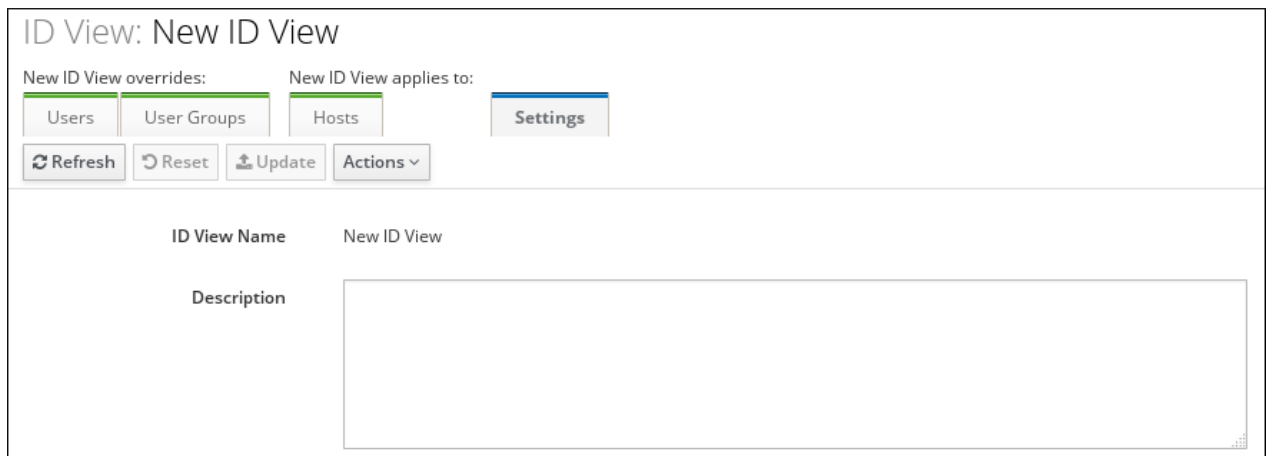 ID View: New ID View
New ID View overrides: New ID View applies to:
Users User Groups Hosts Settings
Refresh Reset Update Actions
ID View Name New ID View
Description